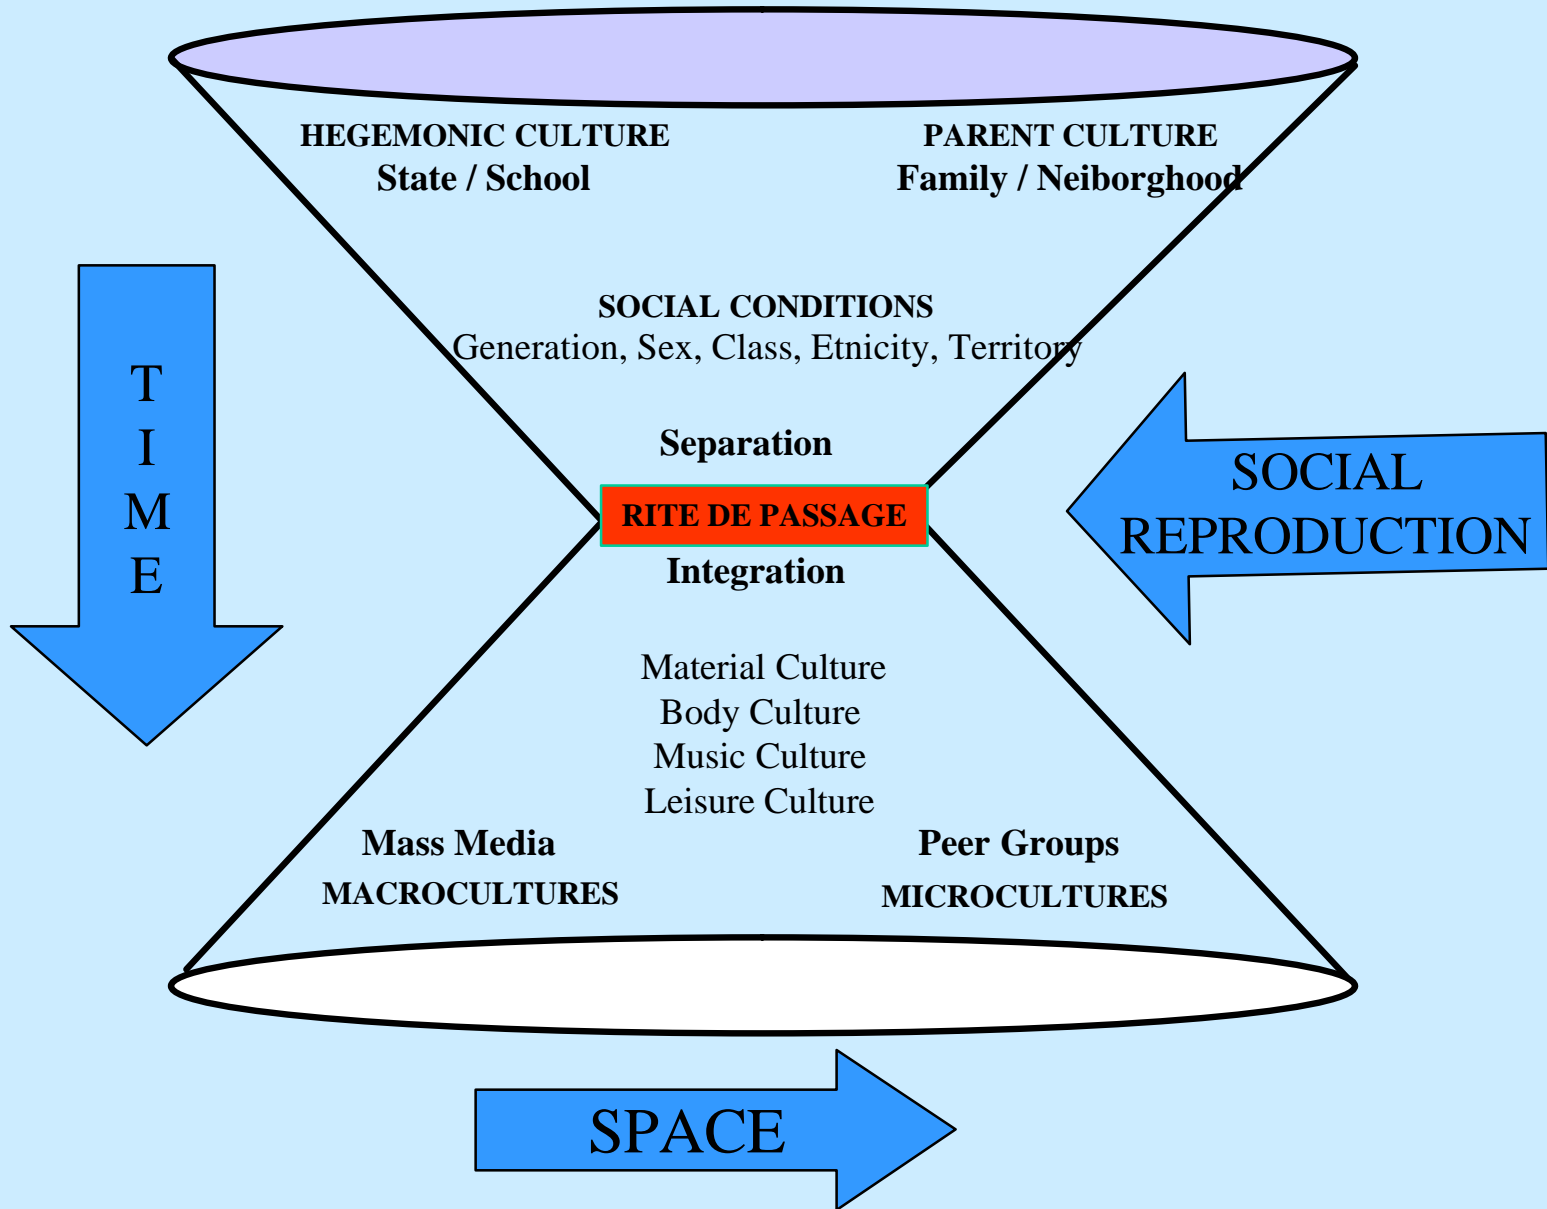 HEGEMONIC CULTURE
State / School
PARENT CULTURE
Family / Neiborghood
SOCIAL CONDITIONS
Generation, Sex, Class, Etnicity, Territory
T
I
M
E
Separation
RITE DE PASSAGE
Integration
SOCIAL
REPRODUCTION
Material Culture
Body Culture
Music Culture
Leisure Culture
Mass Media
MACROCULTURES
Peer Groups
MICROCULTURES
SPACE